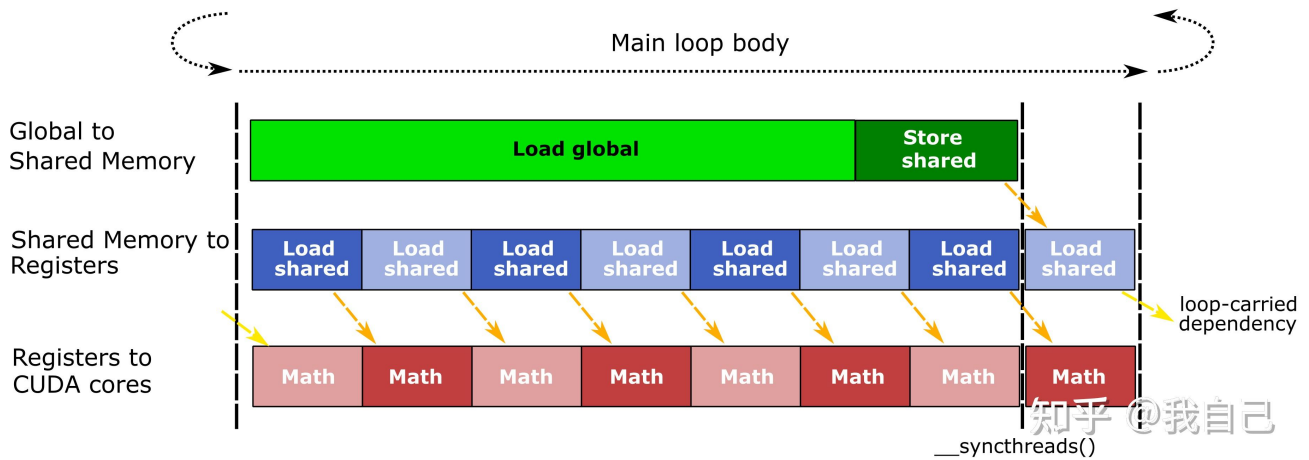 Main loop body
Global to
Shared Memory
Load global
Store
shared
Shared Memory to
Registers
Load
shared
Load
shared
Load
shared
Load
shared
Load
shared
Load
shared
Load
shared
Load
shared
loop-carried
dependency
Registers to
CUDA cores
Math
Math
Math
Math
Math
Math
Math
Math
知乎 @我自己
__syncthreads()